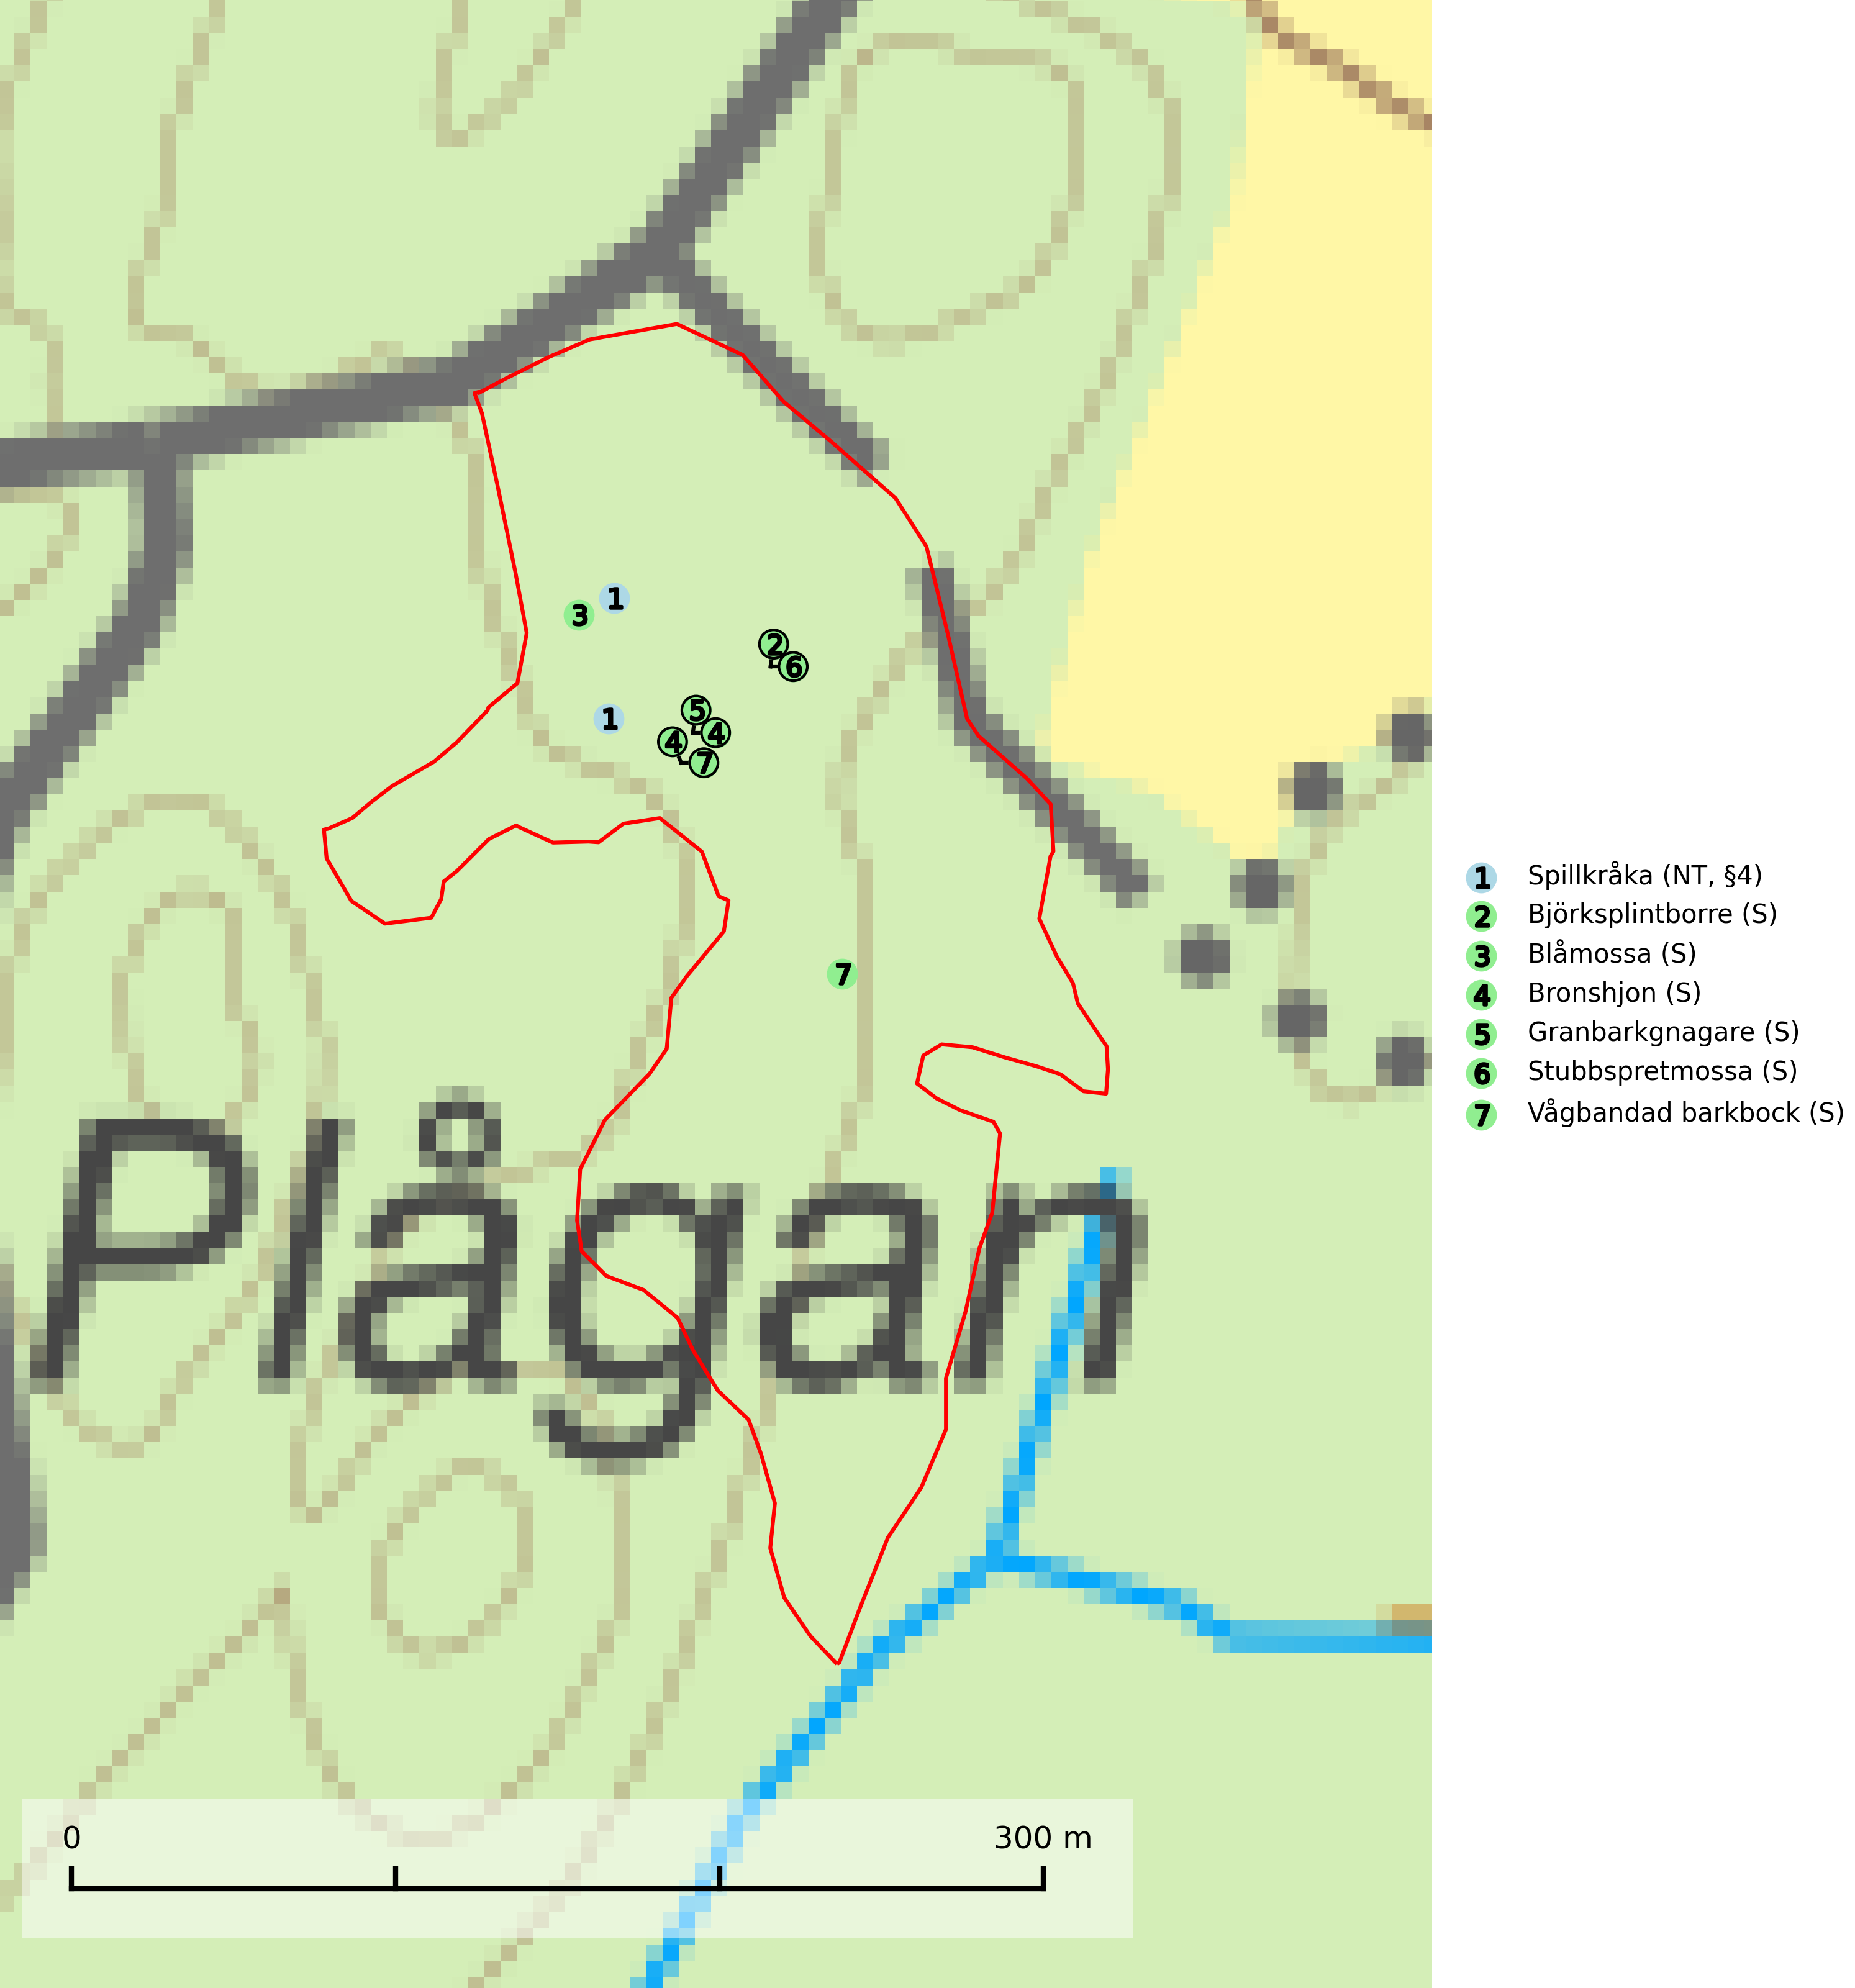 3 1
2
6
1
5
4 4
7
7
Plågan
0 300 m
1 Spillkråka (NT, §4)
2 Björksplintborre (S)
3 Blåmossa (S)
4 Bronshjon (S)
5 Granbarkgnagare (S)
6 Stubbspretmossa (S)
7 Vågbandad barkbock (S)